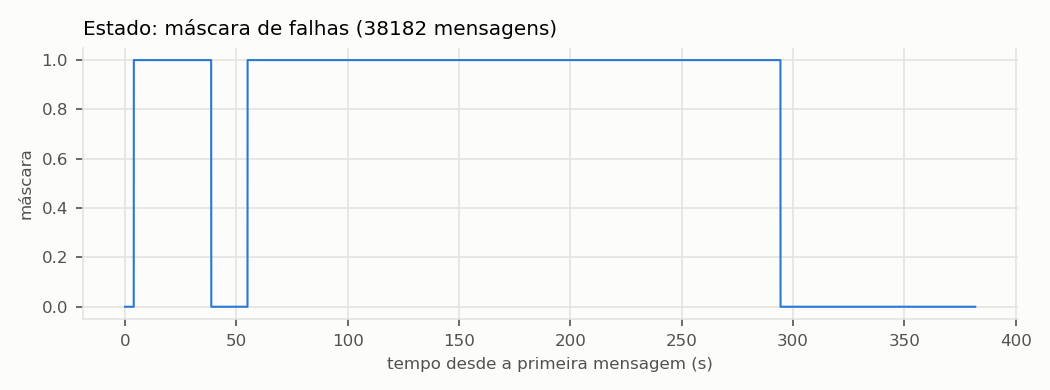 Estado: máscara de falhas (38182 mensagens)
1.0
0.8
0.6
0.4
0.2
0.0
máscara
0 50 100 150 200 250 300 350 400
tempo desde a primeira mensagem (s)